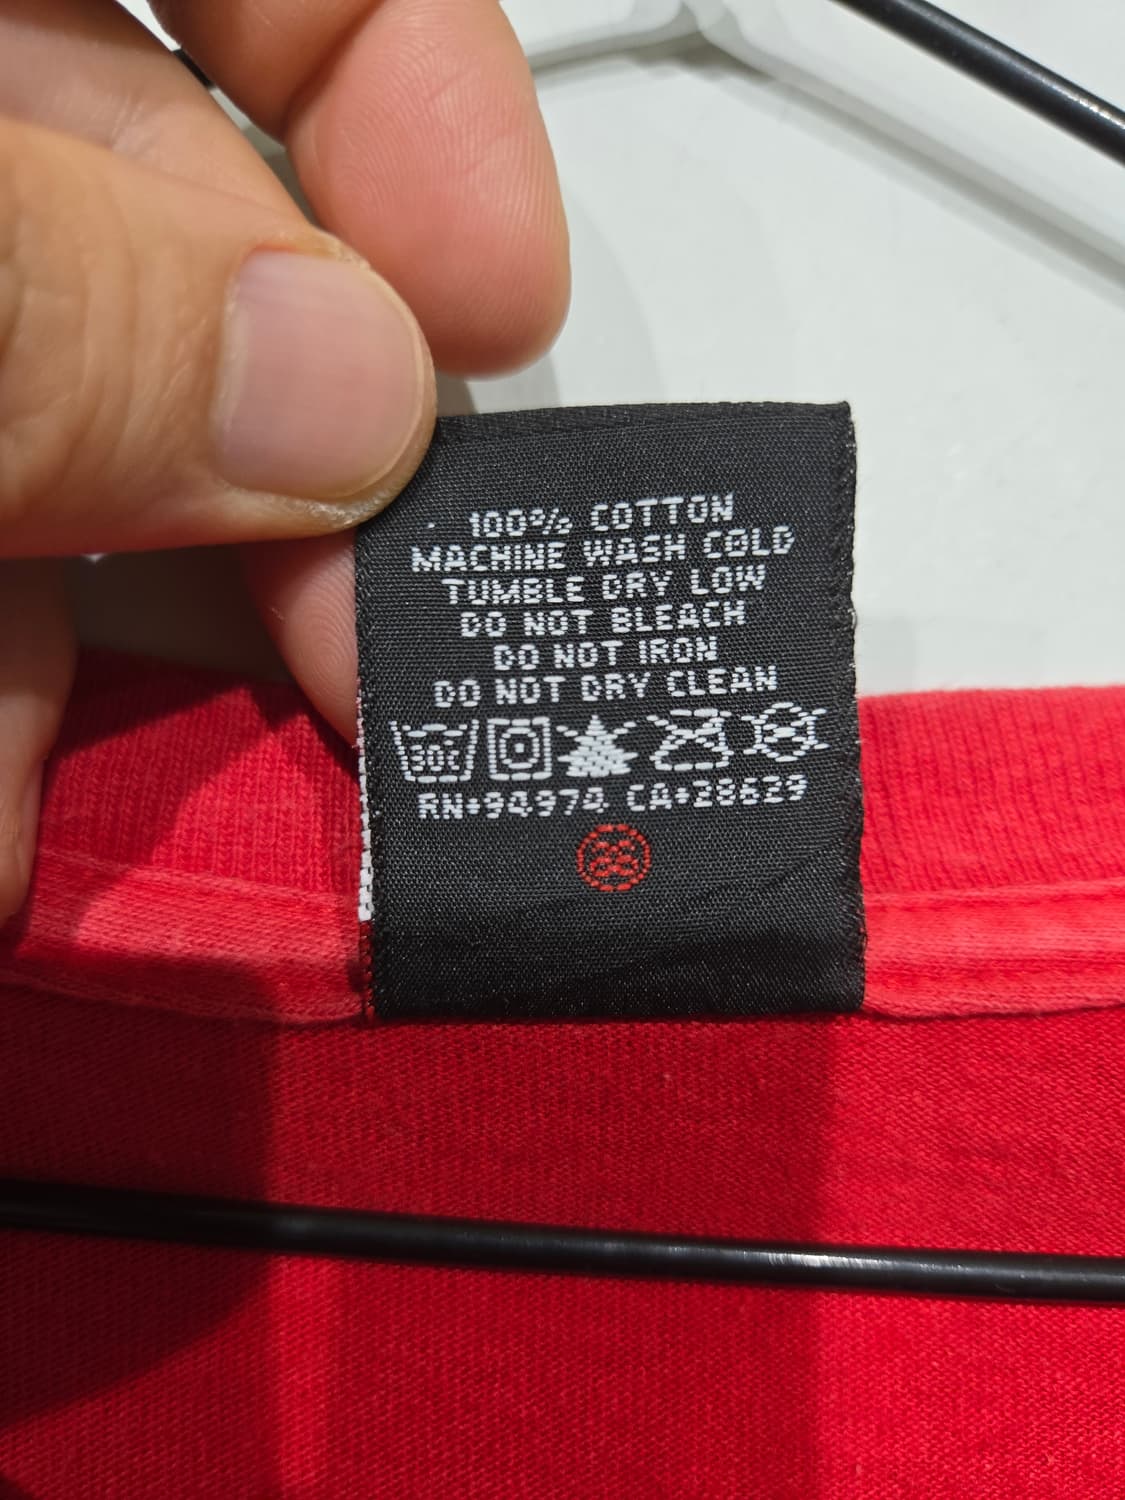 100% COTTON
MACHINE WASH COLD
TUMBLE DRY LOW
DO NOT BLEACH
DO NOT IRON
DO NOT DRY CLEAN
30c
RN•94974 CA•28629